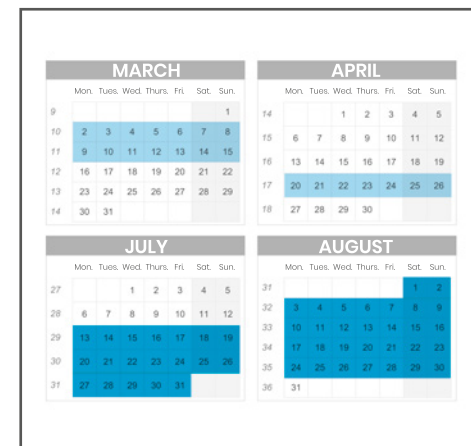 MARCH
Mon. Tues. Wed. Thurs. Fri. Sat. Sun.
9 1
10 2 3 4 5 6 7 8
11 9 10 11 12 13 14 15
12 16 17 18 19 20 21 22
13 23 24 25 26 27 28 29
14 30 31
APRIL
Mon. Tues. Wed. Thurs. Fri. Sat. Sun.
14 1 2 3 4 5
15 6 7 8 9 10 11 12
16 13 14 15 16 17 18 19
17 20 21 22 23 24 25 26
18 27 28 29 30
JULY
Mon. Tues. Wed. Thurs. Fri. Sat. Sun.
27 1 2 3 4 5
28 6 7 8 9 10 11 12
29 13 14 15 16 17 18 19
30 20 21 22 23 24 25 26
31 27 28 29 30 31
AUGUST
Mon. Tues. Wed. Thurs. Fri. Sat. Sun.
31 1 2
32 3 4 5 6 7 8 9
33 10 11 12 13 14 15 16
34 17 18 19 20 21 22 23
35 24 25 26 27 28 29 30
36 31